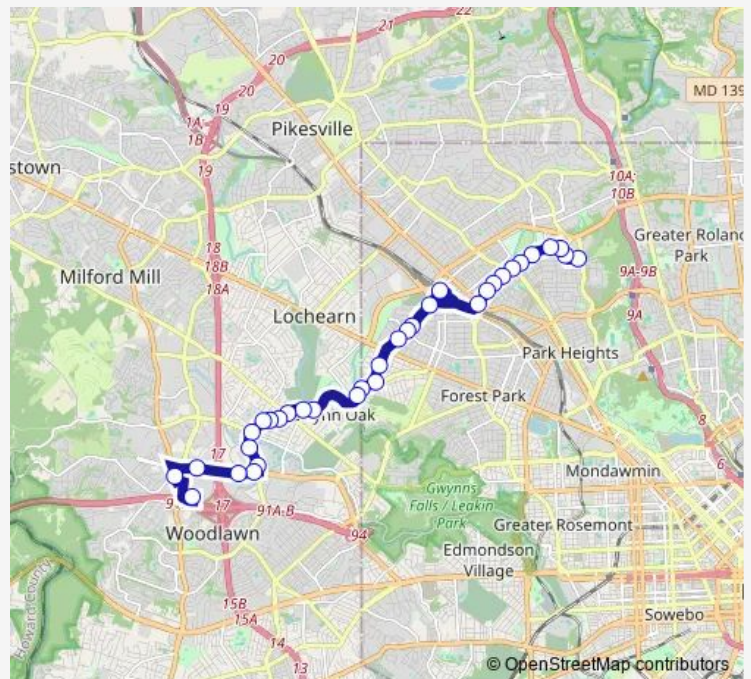 22
21
20
MD 139
20
19
Pikesville
1A
1B
stown
19
10A;
10B
18
18B
18A
Greater Roland
Park
Milford Mill
9A-9B
Lochearn
9A
Park Heights
Forest Park
8
17
Mondawmin
6
9
17
91A-B
Gwynns
Falls / Leakin
Park
Woodlawn
94
Greater Rosemont
Edmondson
Village
Howard County
15B
15A
Sowebo
14
13
© OpenStreetMap contributors